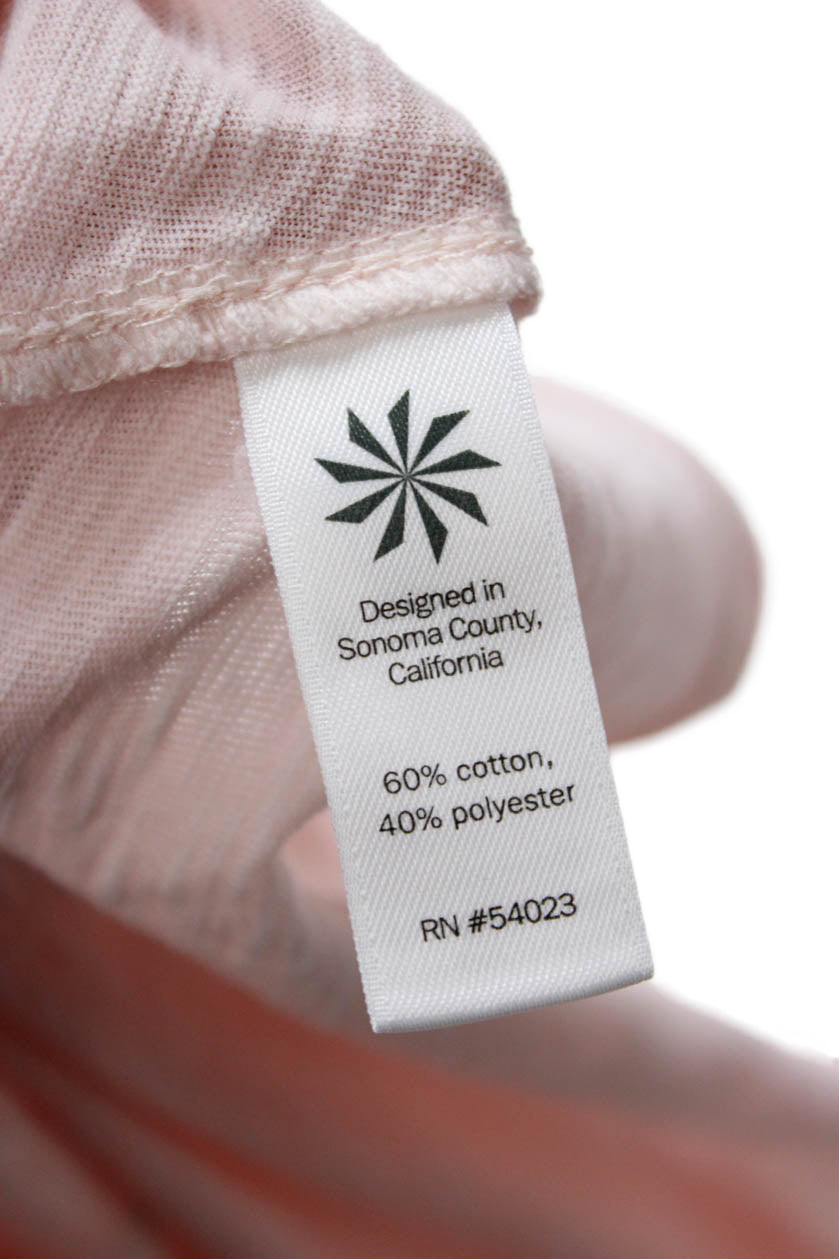 Designed in
Sonoma County,
California
60% cotton,
40% polyester
RN #54023